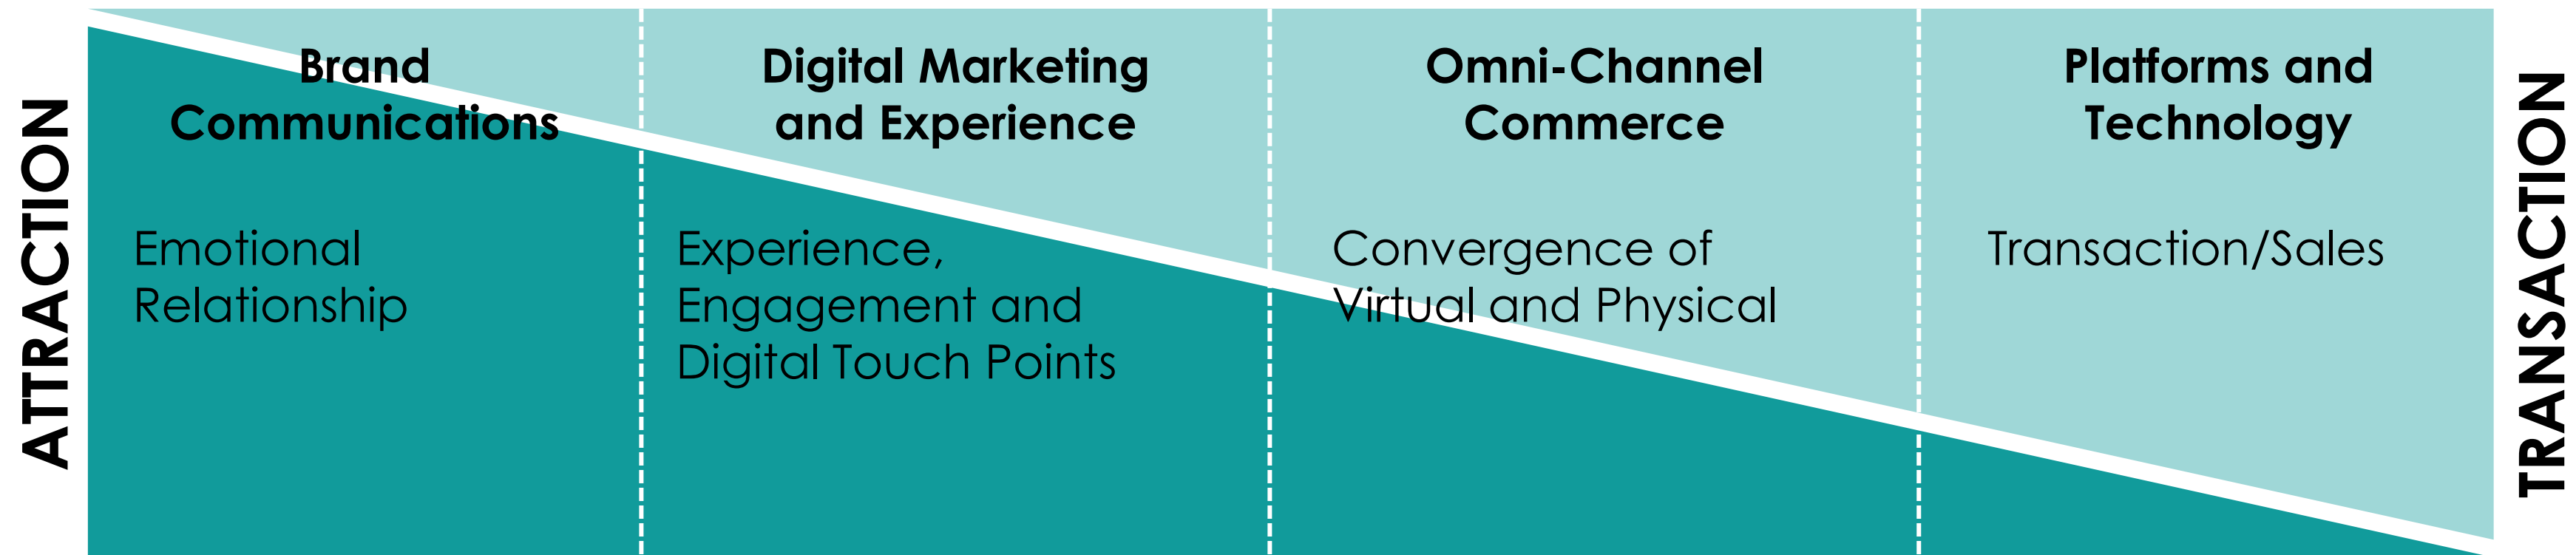 ATTRACTION
Brand
Communications
Emotional
Relationship
Digital Marketing
and Experience
Experience,
Engagement and
Digital Touch Points
Omni-Channel
Commerce
Convergence of
Virtual and Physical
Platforms and
Technology
Transaction/Sales
TRANSACTION